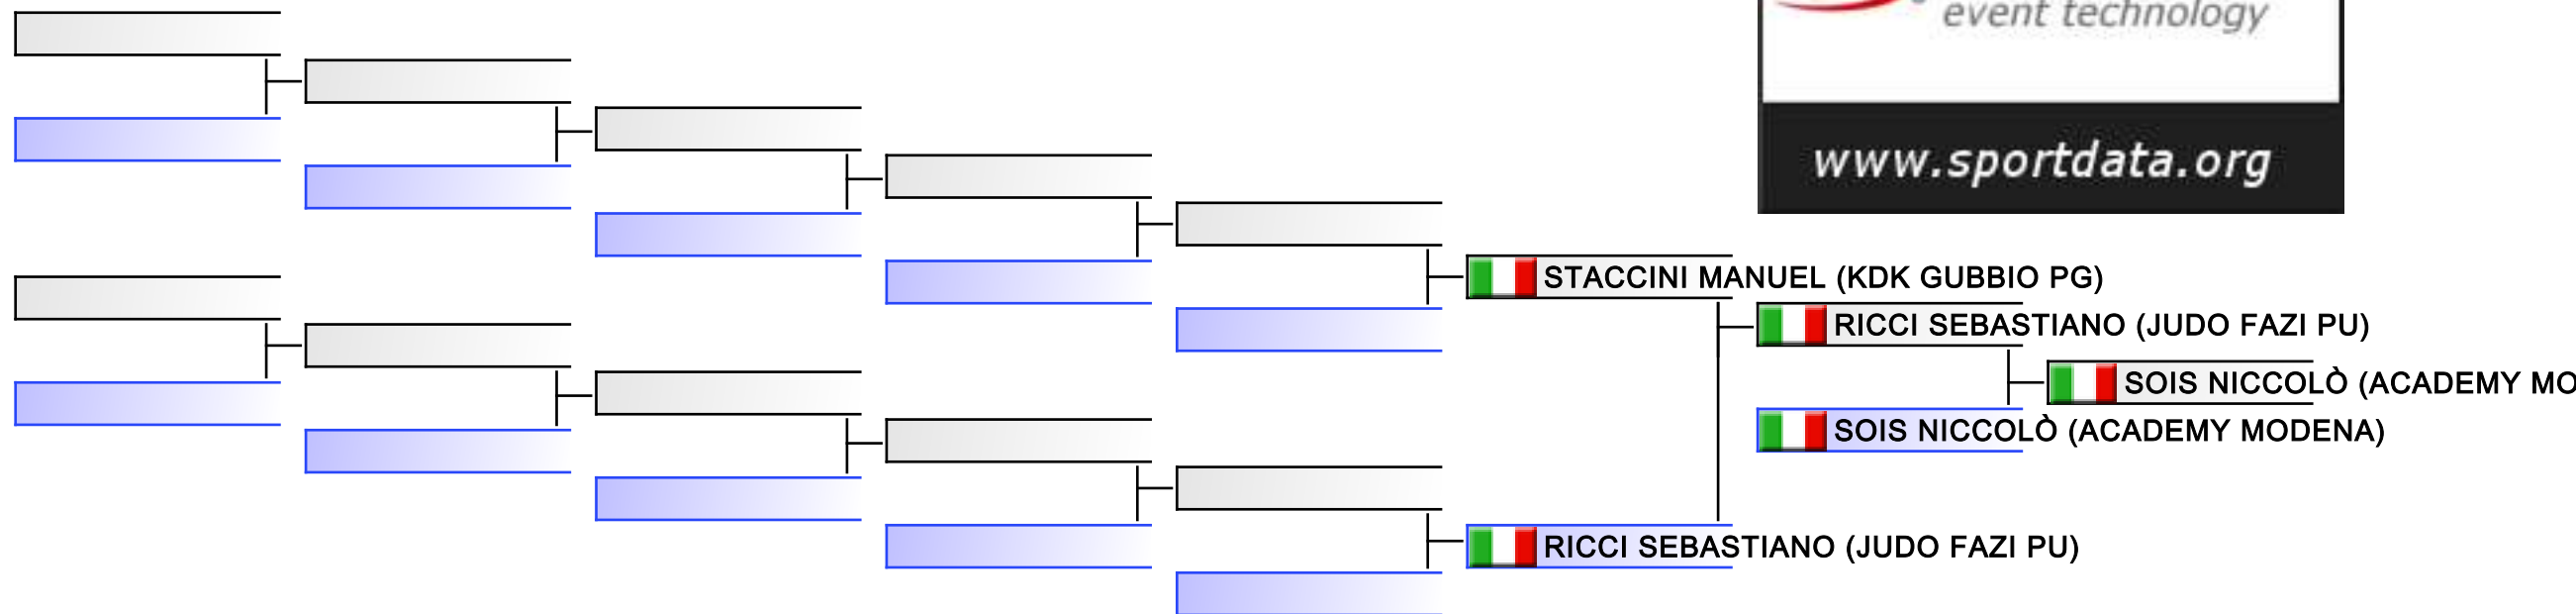 event technology
www.sportdata.org
STACCINI MANUEL (KDK GUBBIO PG)
RICCI SEBASTIANO (JUDO FAZI PU)
SOIS NICCOLÒ (ACADEMY MO
SOIS NICCOLÒ (ACADEMY MODENA)
RICCI SEBASTIANO (JUDO FAZI PU)